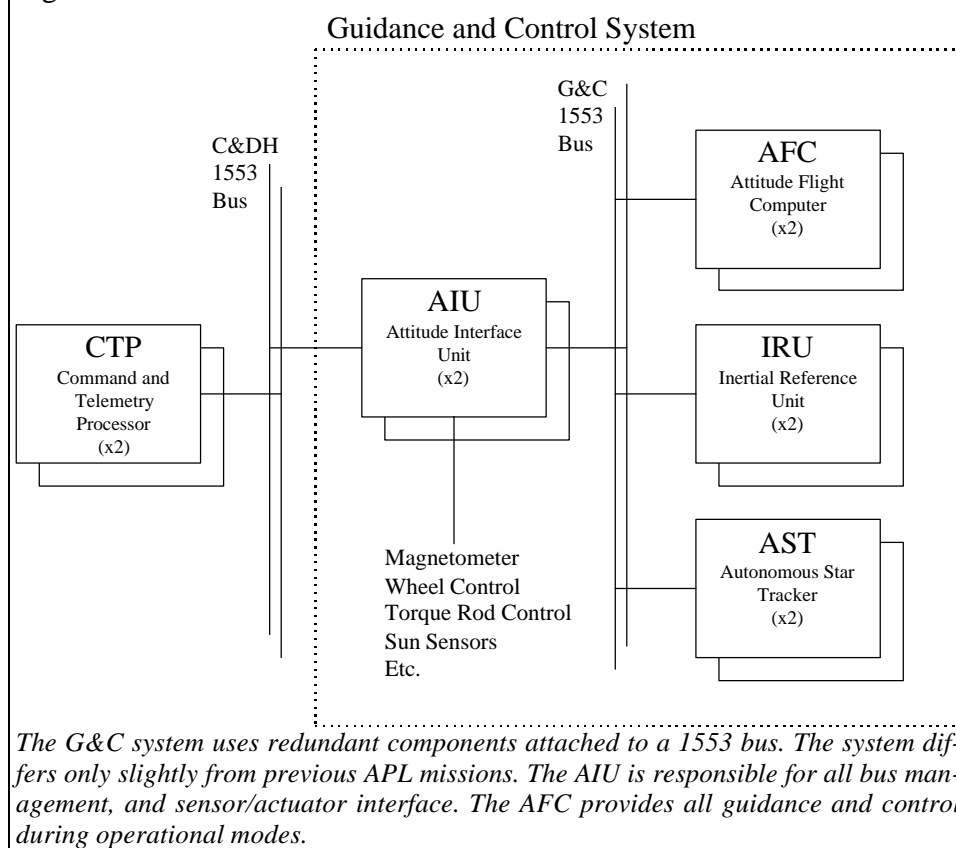 Guidance and Control System
G&C
1553
Bus
C&DH
1553
Bus
AFC
Attitude Flight
Computer
(x2)
AIU
Attitude Interface
Unit
(x2)
CTP
Command and
Telemetry
Processor
(x2)
IRU
Inertial Reference
Unit
(x2)
AST
Autonomous Star
Tracker
(x2)
Magnetometer
Wheel Control
Torque Rod Control
Sun Sensors
Etc.
The G&C system uses redundant components attached to a 1553 bus. The system dif-
fers only slightly from previous APL missions. The AIU is responsible for all bus man-
agement, and sensor/actuator interface. The AFC provides all guidance and control
during operational modes.